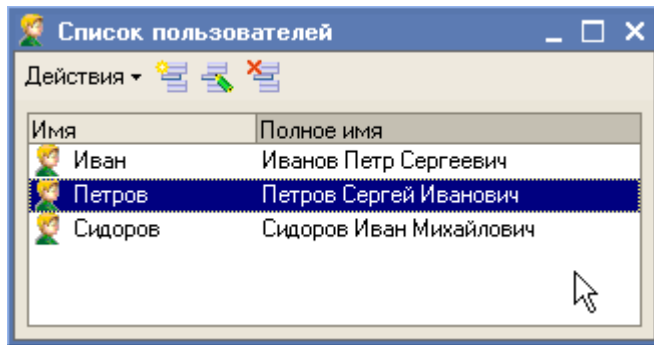 Список пользователей
Действия
Имя Полное имя
Иван Иванов Петр Сергеевич
Петров Петров Сергей Иванович
Сидоров Сидоров Иван Михайлович